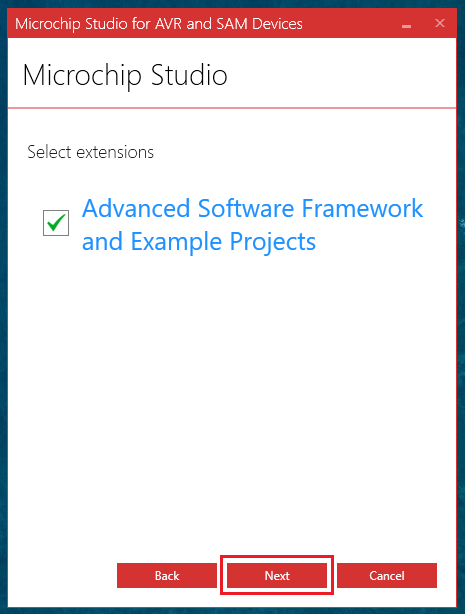 Microchip Studio for AVR and SAM Devices
Microchip Studio
Select extensions
Advanced Software Framework
and Example Projects
Back Next Cancel